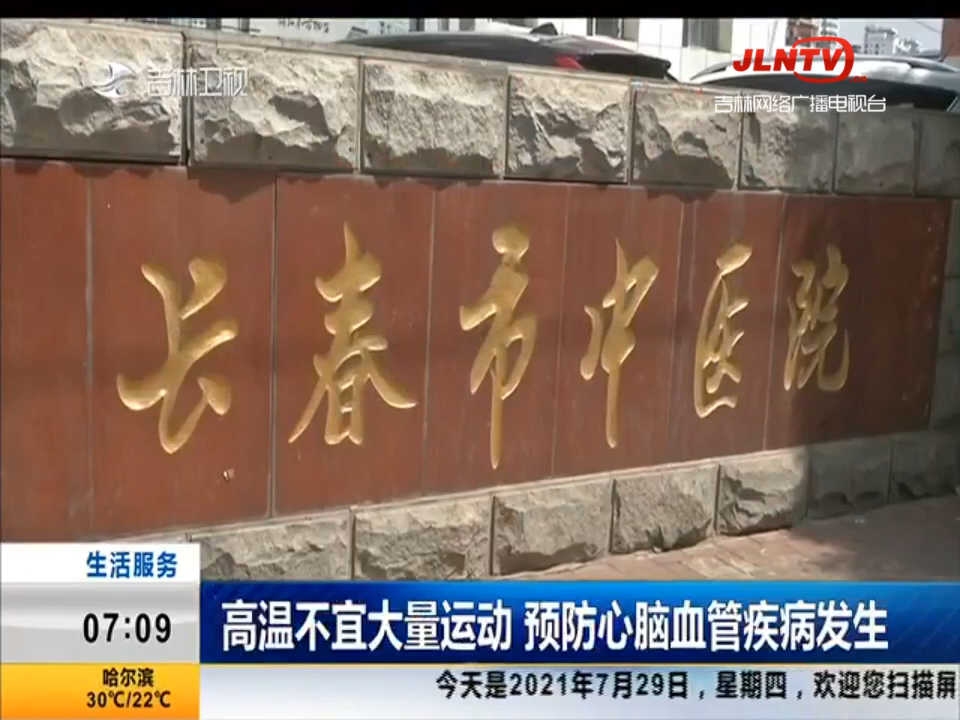 吉林卫视
JLNTV
吉林网络广播电视台
长春市中医院
生活服务
07:09
高温不宜大量运动 预防心脑血管疾病发生
哈尔滨
30℃/22℃
今天是2021年7月29日，星期四，欢迎您扫描屏